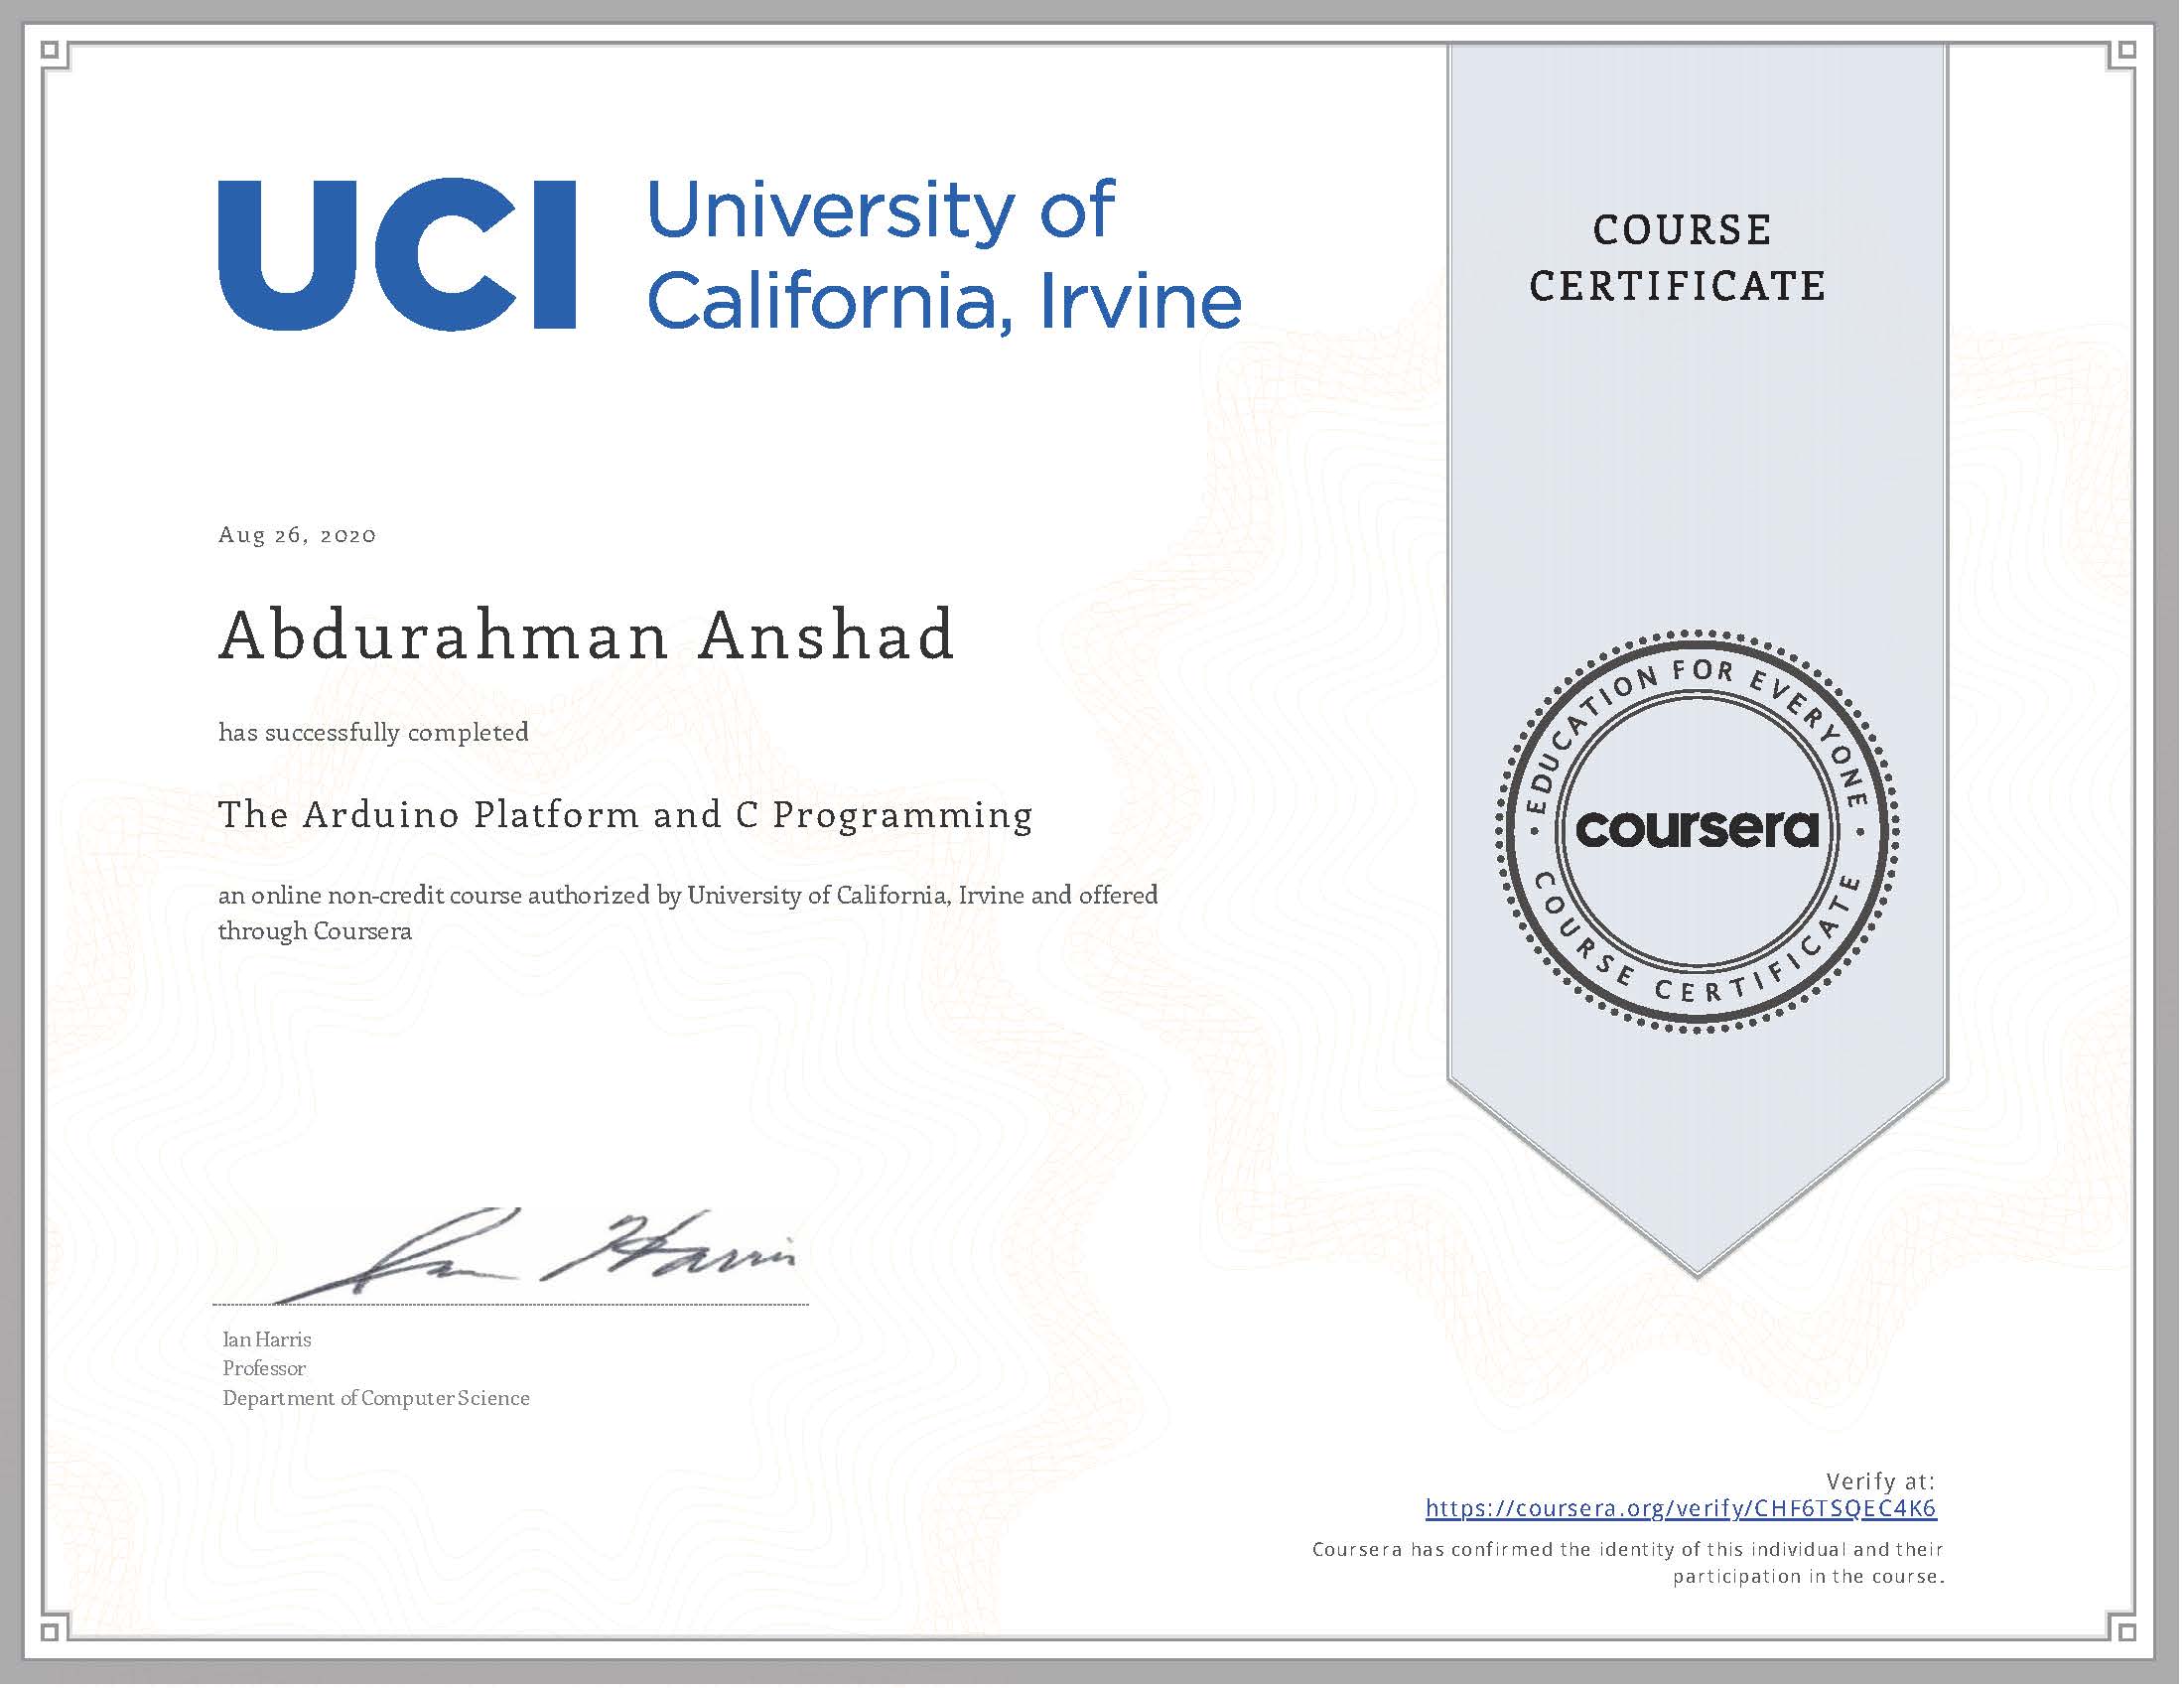 UCI University of
California, Irvine
COURSE
CERTIFICATE
Aug 26, 2020
Abdurahman Anshad
has successfully completed
The Arduino Platform and C Programming
an online non-credit course authorized by University of California, Irvine and offered
through Coursera
EDUCATION FOR EVERYONE
coursera
COURSE CERTIFICATE
Ian Harris
Ian Harris
Professor
Department of Computer Science
Verify at:
https://coursera.org/verify/CHF6TSQEC4K6
Coursera has confirmed the identity of this individual and their
participation in the course.